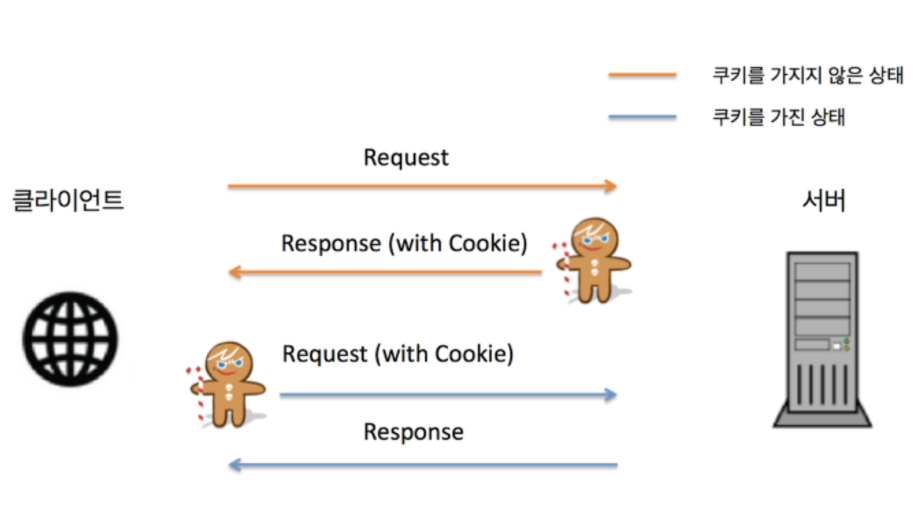 쿠키를 가지지 않은 상태
쿠키를 가진 상태
Request
클라이언트
서버
Response (with Cookie)
Request (with Cookie)
Response